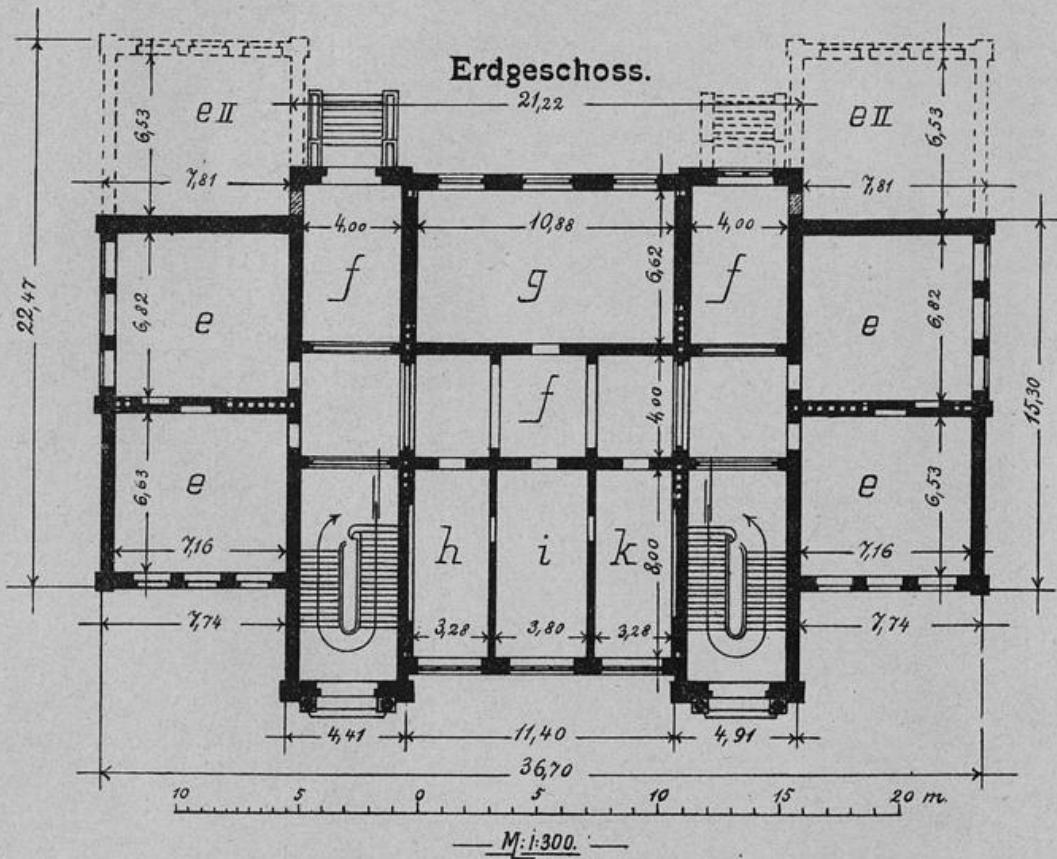 Erdgeschoss.
21,22
e II
e II
6,53
6,53
7,81
7,81
4,00
10,88
4,00
22,47
6,82
e
f
g
6,62
f
e
6,82
f
4,00
15,30
6,63
e
e
6,53
7,16
h
i
k
8,00
7,16
3,28
3,80
3,28
7,74
7,74
4,41
11,40
4,91
36,70
10 5 0 5 10 15 20 m.
M: 1:300.